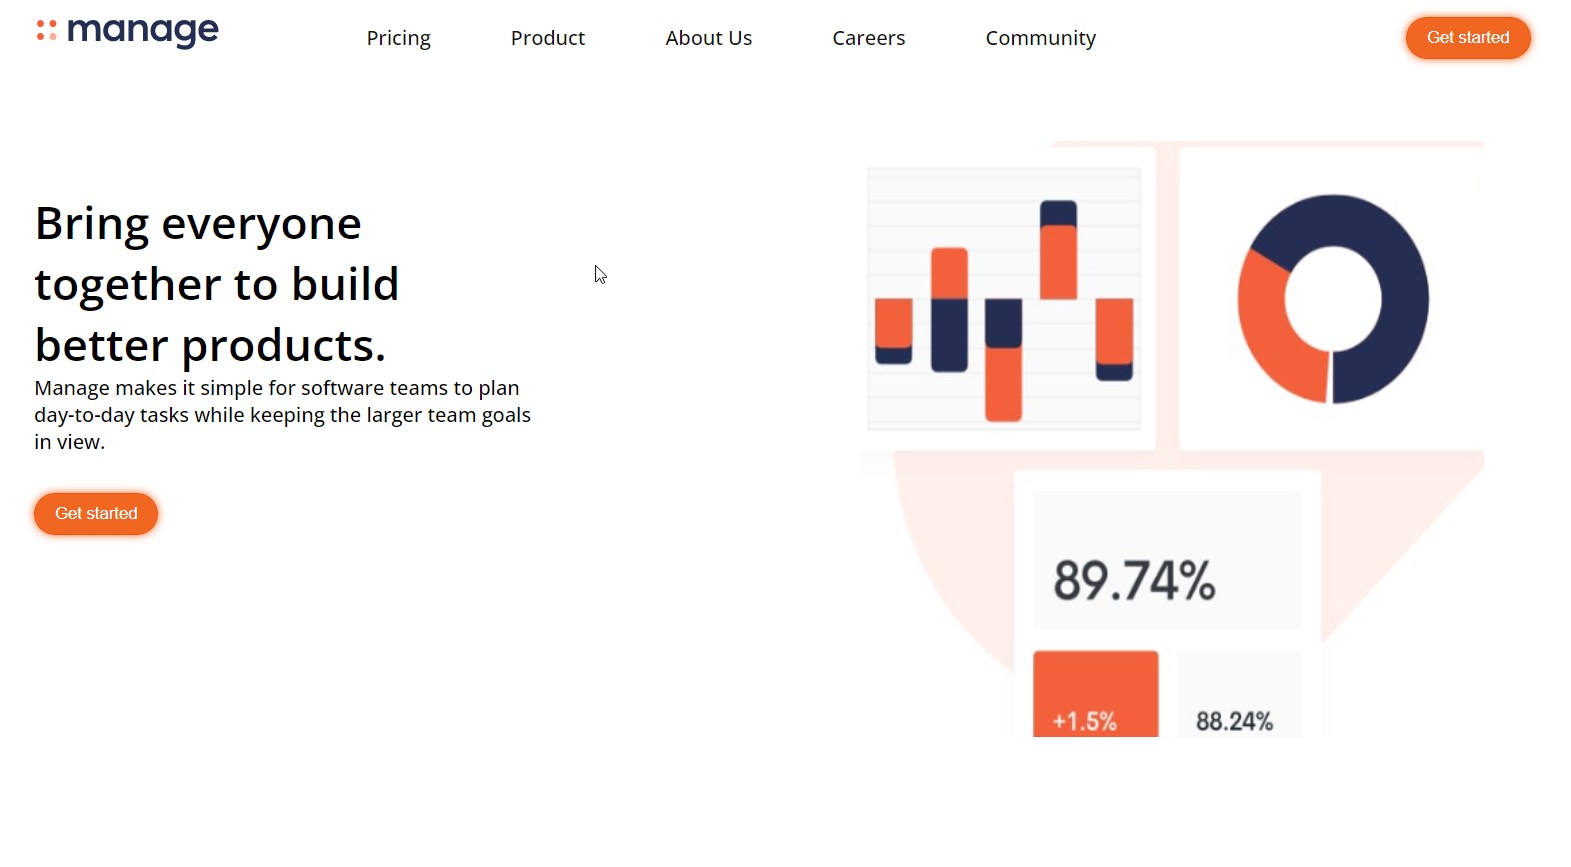 manage
Pricing
Product
About Us
Careers
Community
Get started
Bring everyone
together to build
better products.
Manage makes it simple for software teams to plan
day-to-day tasks while keeping the larger team goals
in view.
Get started
89.74%
+1.5%
88.24%